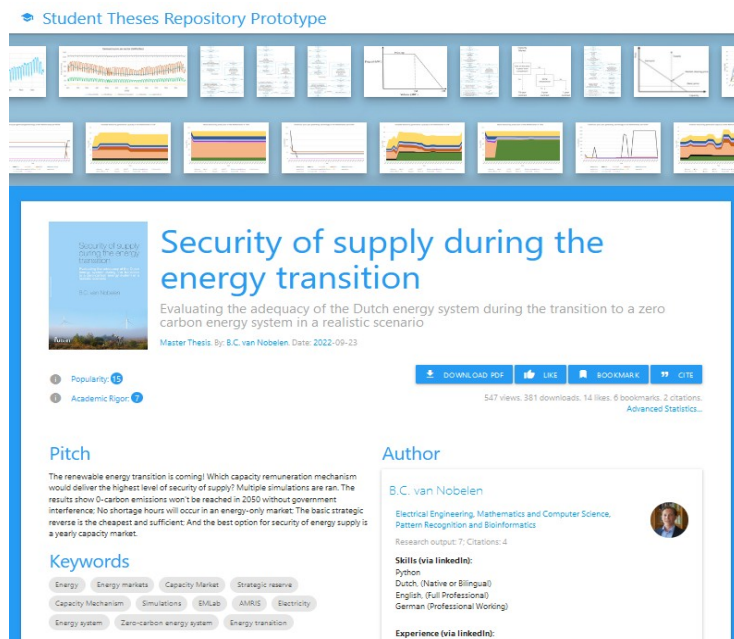 Student Theses Repository Prototype
Security of supply
during the energy
transition
B.C. van Nobelen
TU Delft
Security of supply during the
energy transition
Evaluating the adequacy of the Dutch energy system during the transition to a zero
carbon energy system in a realistic scenario
Master Thesis. By: B.C. van Nobelen. Date: 2022-09-23
Popularity: 15
Academic Rigor: 7
DOWNLOAD PDF LIKE BOOKMARK CITE
547 views. 381 downloads. 14 likes. 6 bookmarks. 2 citations.
Advanced Statistics...
Pitch
The renewable energy transition is coming! Which capacity remuneration mechanism
would deliver the highest level of security of supply? Multiple simulations are ran. The
results show 0-carbon emissions won't be reached in 2050 without government
interference; No shortage hours will occur in an energy-only market; The basic strategic
reverse is the cheapest and sufficient; And the best option for security of energy supply is
a yearly capacity market.
Keywords
Energy Energy markets Capacity Market Strategic reserve
Capacity Mechanism Simulations EMLab AMRIS Electricity
Energy system Zero-carbon energy system Energy transition
Author
B.C. van Nobelen
Electrical Engineering, Mathematics and Computer Science,
Pattern Recognition and Bioinformatics
Research output: 7; Citations: 4
Skills (via linkedIn):
Python
Dutch, (Native or Bilingual)
English, (Full Professional)
German (Professional Working)
Experience (via linkedIn):